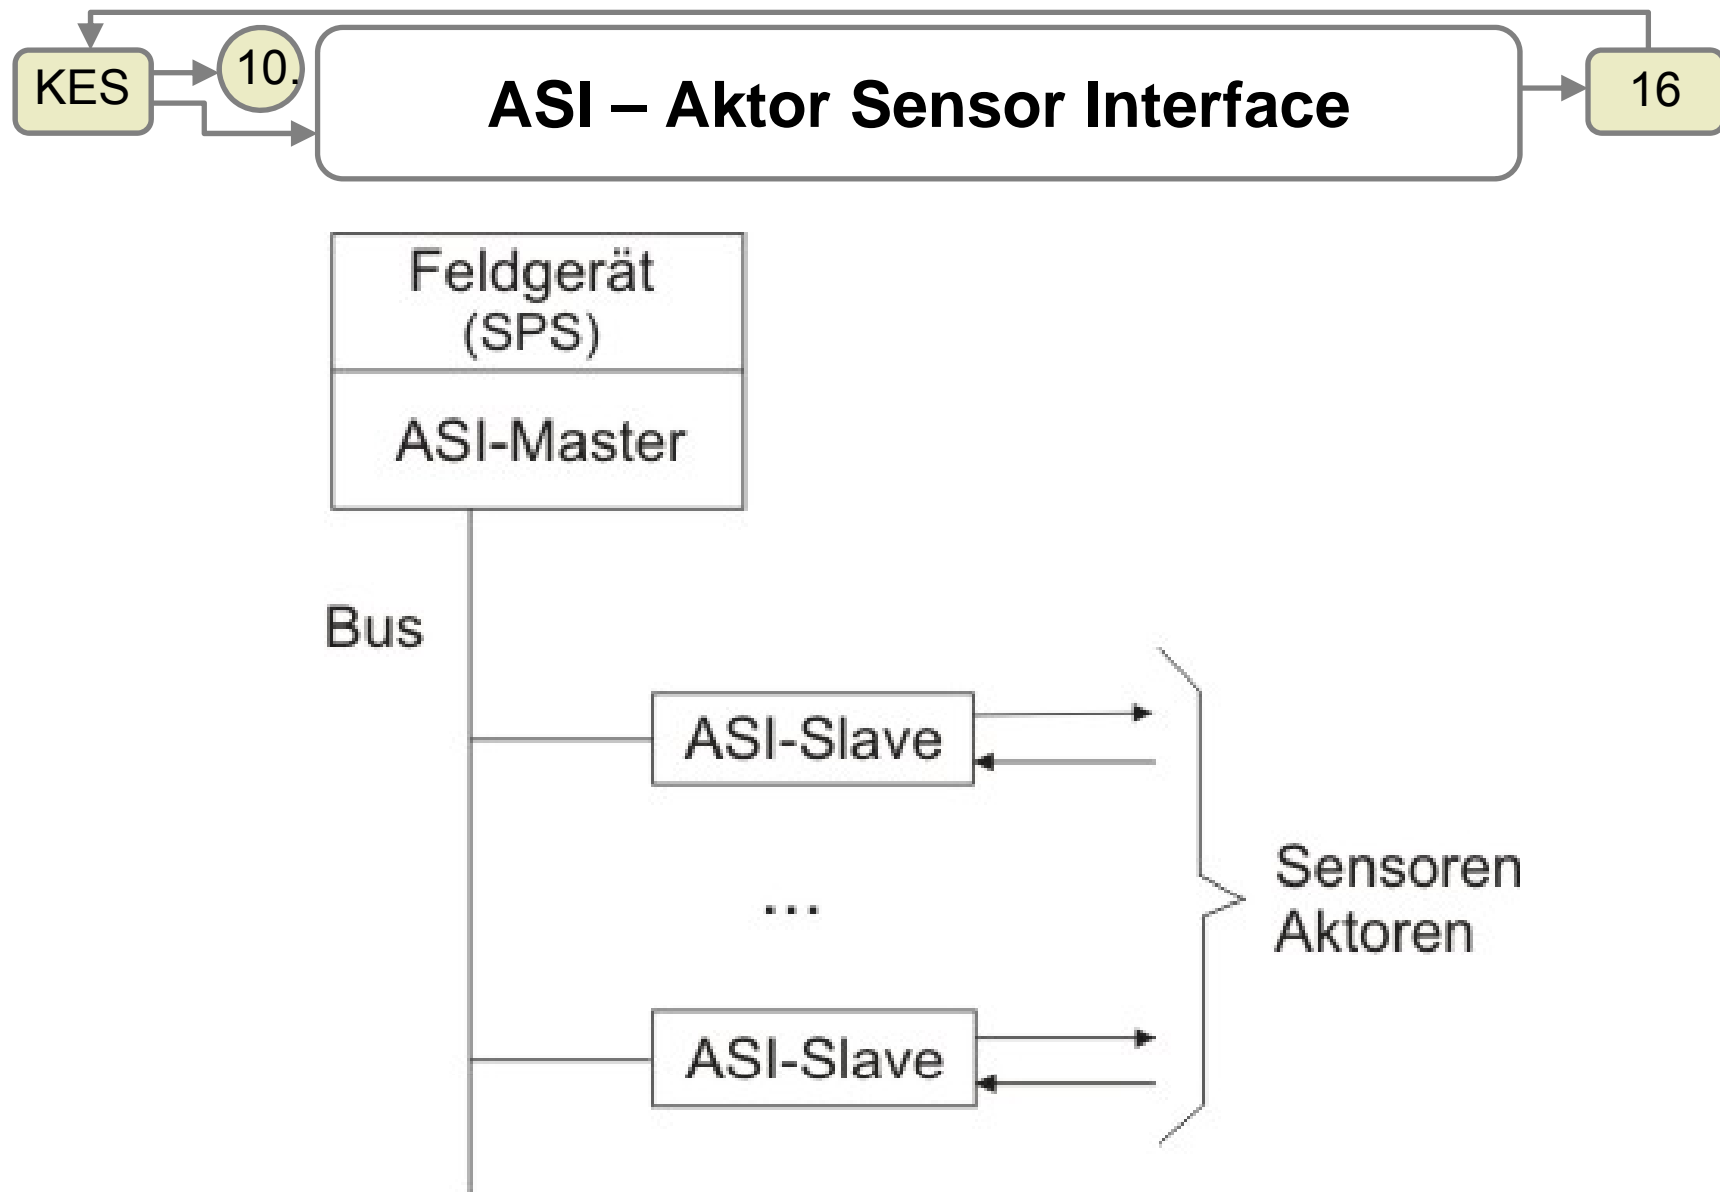 KES
10.
ASI – Aktor Sensor Interface
16
Feldgerät
(SPS)
ASI-Master
Bus
ASI-Slave
...
Sensoren
Aktoren
ASI-Slave